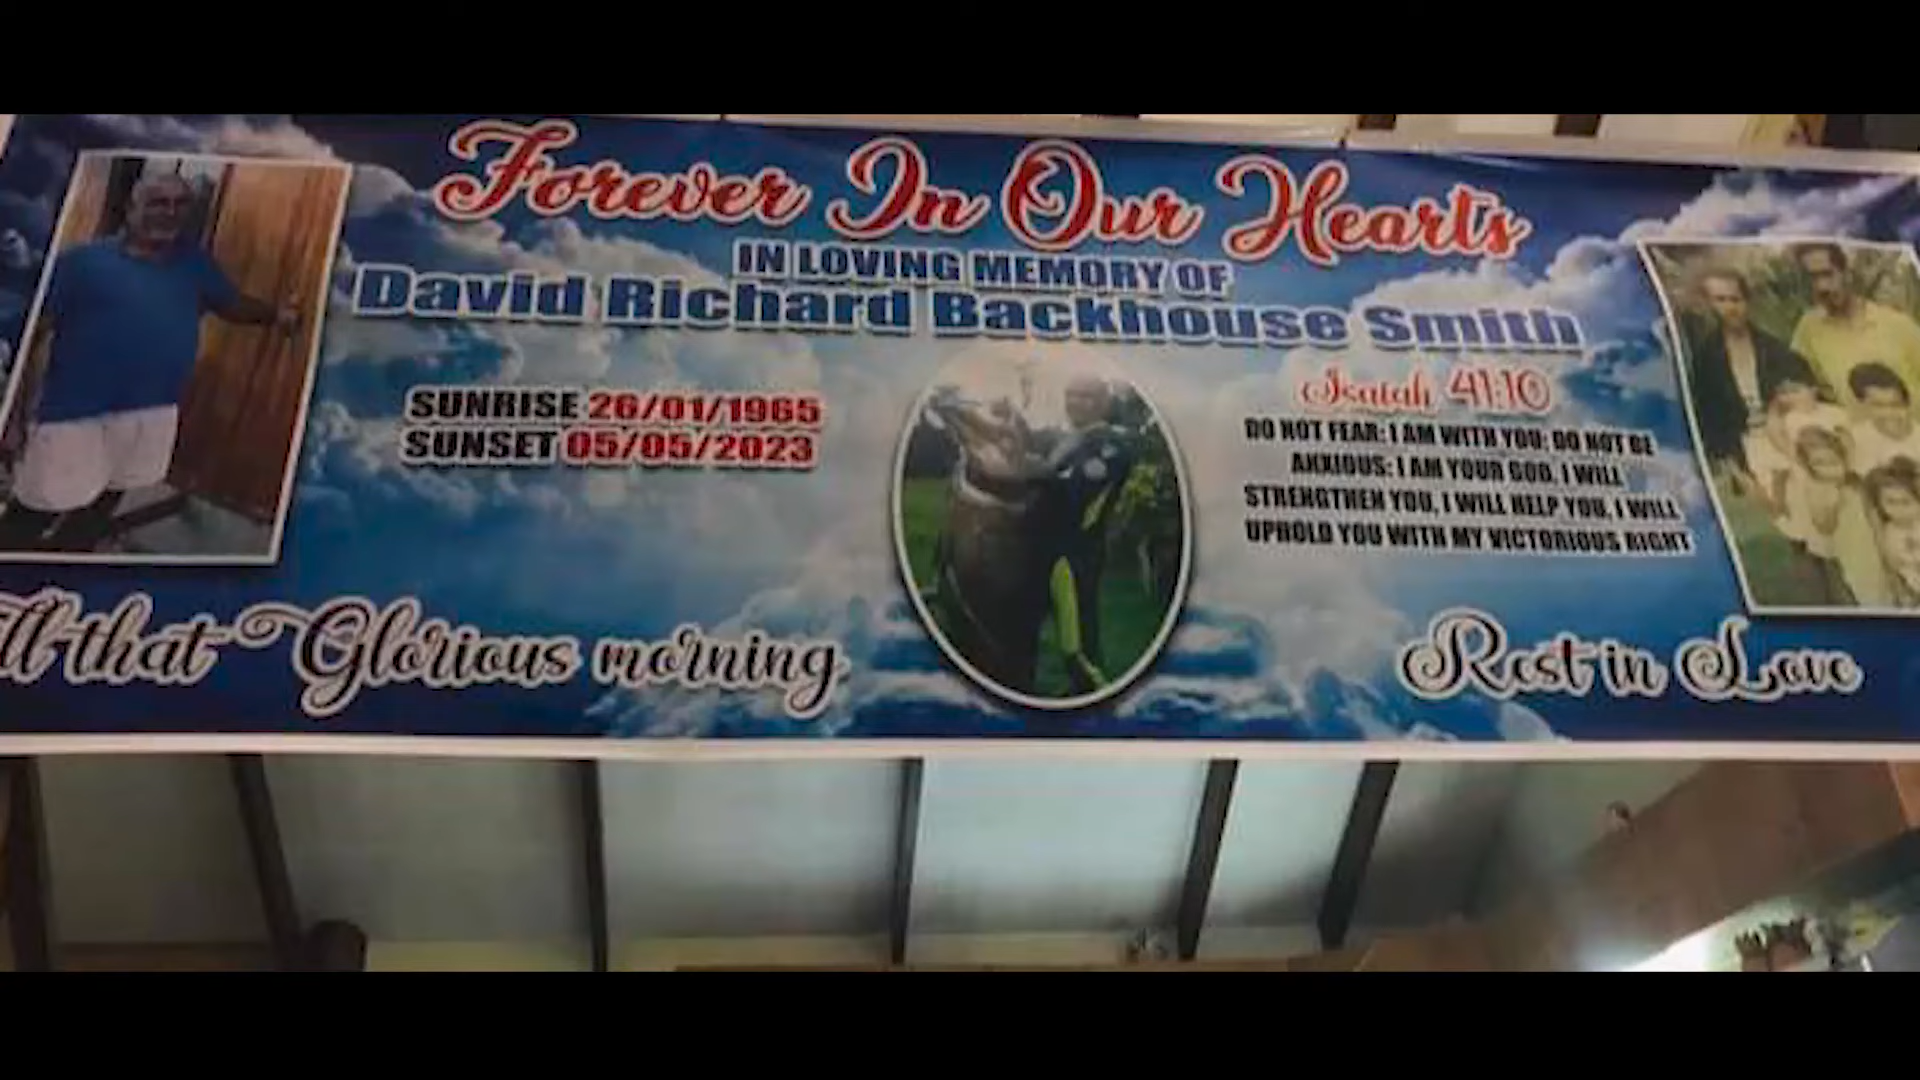 Forever In Our Hearts
IN LOVING MEMORY OF
David Richard Backhouse Smith
SUNRISE 26/01/1965
SUNSET 05/05/2023
Isaiah 41:10
DO NOT FEAR: I AM WITH YOU: DO NOT BE
ANXIOUS: I AM YOUR GOD, I WILL
STRENGTHEN YOU, I WILL HELP YOU, I WILL
UPHOLD YOU WITH MY VICTORIOUS RIGHT
that Glorious morning
Rest in Love